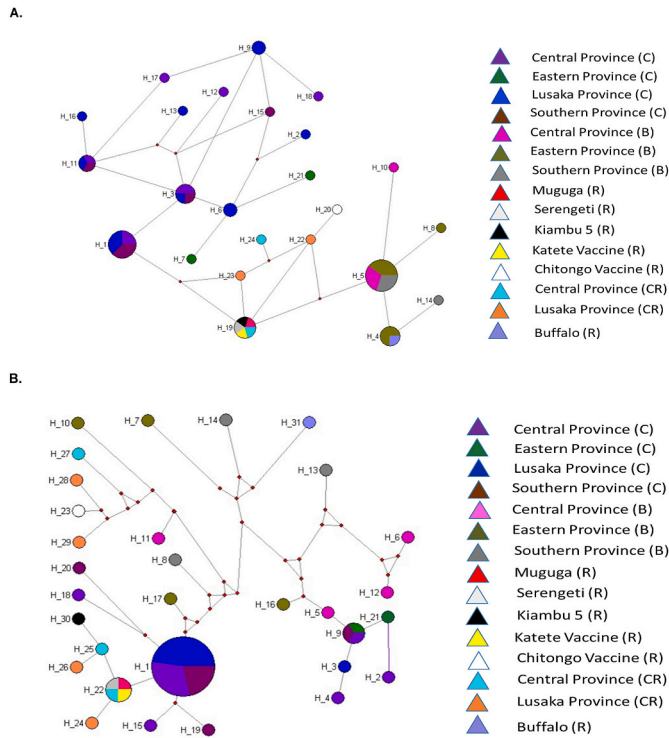 A.
H_9
H_17
H_12
H_18
H_13
H_15
H_16
H_2
H_11
H_10
H_21
H_3
H_6
H_20
H_8
H_1
H_24
H_22
H_7
H_5
H_23
H_14
H_19
H_4
Central Province (C)
Eastern Province (C)
Lusaka Province (C)
Southern Province (C)
Central Province (B)
Eastern Province (B)
Southern Province (B)
Muguga (R)
Serengeti (R)
Kiambu 5 (R)
Katete Vaccine (R)
Chitongo Vaccine (R)
Central Province (CR)
Lusaka Province (CR)
Buffalo (R)
B.
H_10
H_7
H_14
H_31
H_27
H_13
H_28
H_23
H_11
H_6
H_29
H_8
H_20
H_12
H_18
H_17
H_16
H_5
H_21
H_30
H_9
H_25
H_1
H_3
H_26
H_22
H_2
H_4
H_24
H_15
H_19
Central Province (C)
Eastern Province (C)
Lusaka Province (C)
Southern Province (C)
Central Province (B)
Eastern Province (B)
Southern Province (B)
Muguga (R)
Serengeti (R)
Kiambu 5 (R)
Katete Vaccine (R)
Chitongo Vaccine (R)
Central Province (CR)
Lusaka Province (CR)
Buffalo (R)